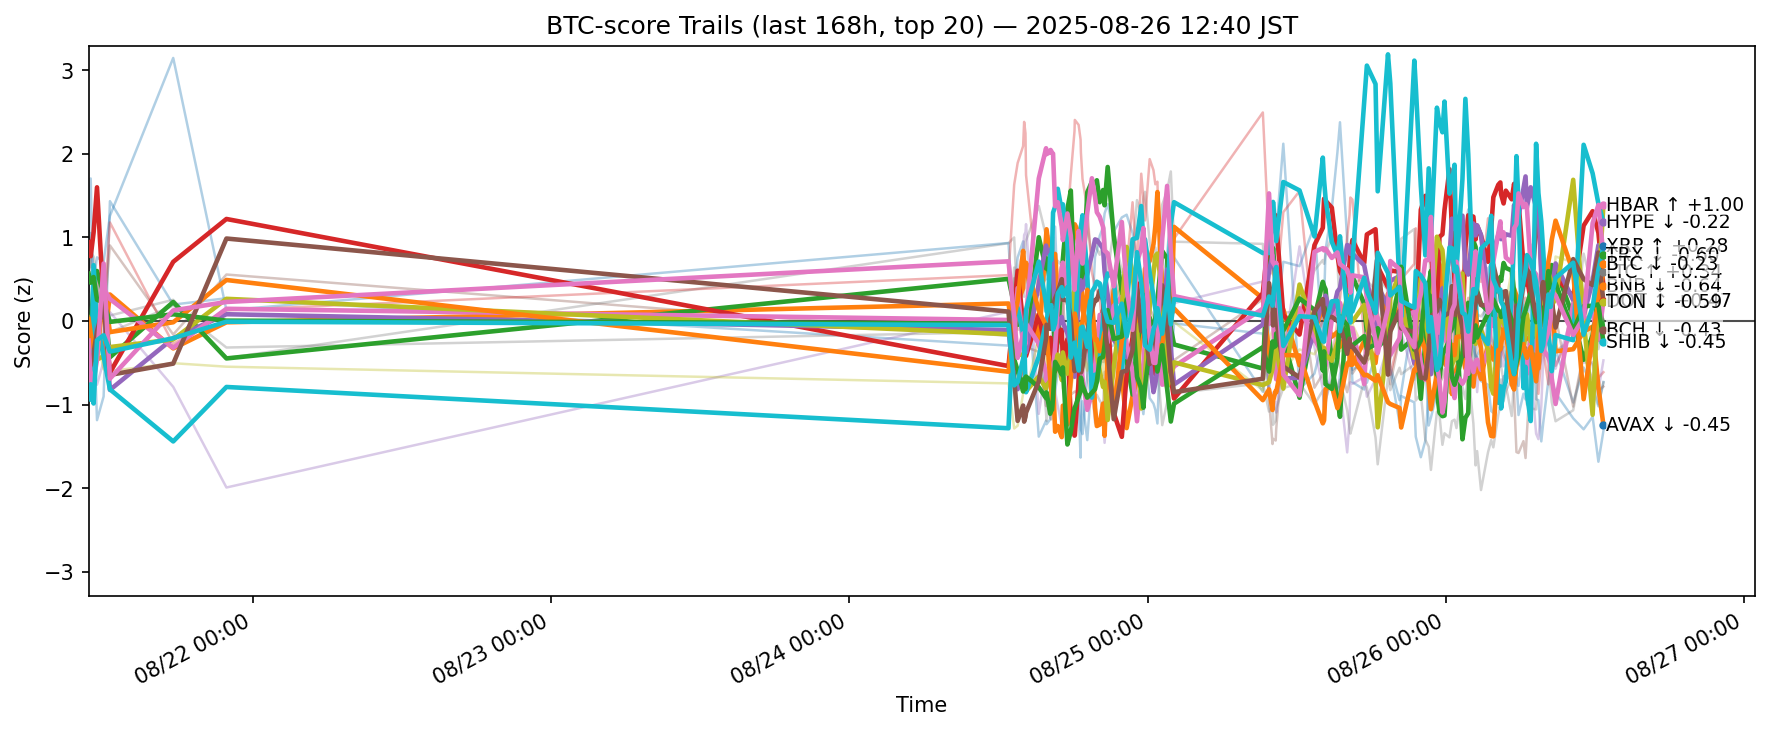 BTC-score Trails (last 168h, top 20) — 2025-08-26 12:40 JST
Score (z)
3
2
1
0
−1
−2
−3
HBAR ↑ +1.00
HYPE ↓ -0.22
XRP ↑ +0.28
BTC ↓ -0.23
BNB ↓ -0.64
TON ↓
BCH ↓ -0.43
SHIB ↓ -0.45
AVAX ↓ -0.45
08/22 00:00
08/23 00:00
08/24 00:00
08/25 00:00
08/26 00:00
08/27 00:00
Time